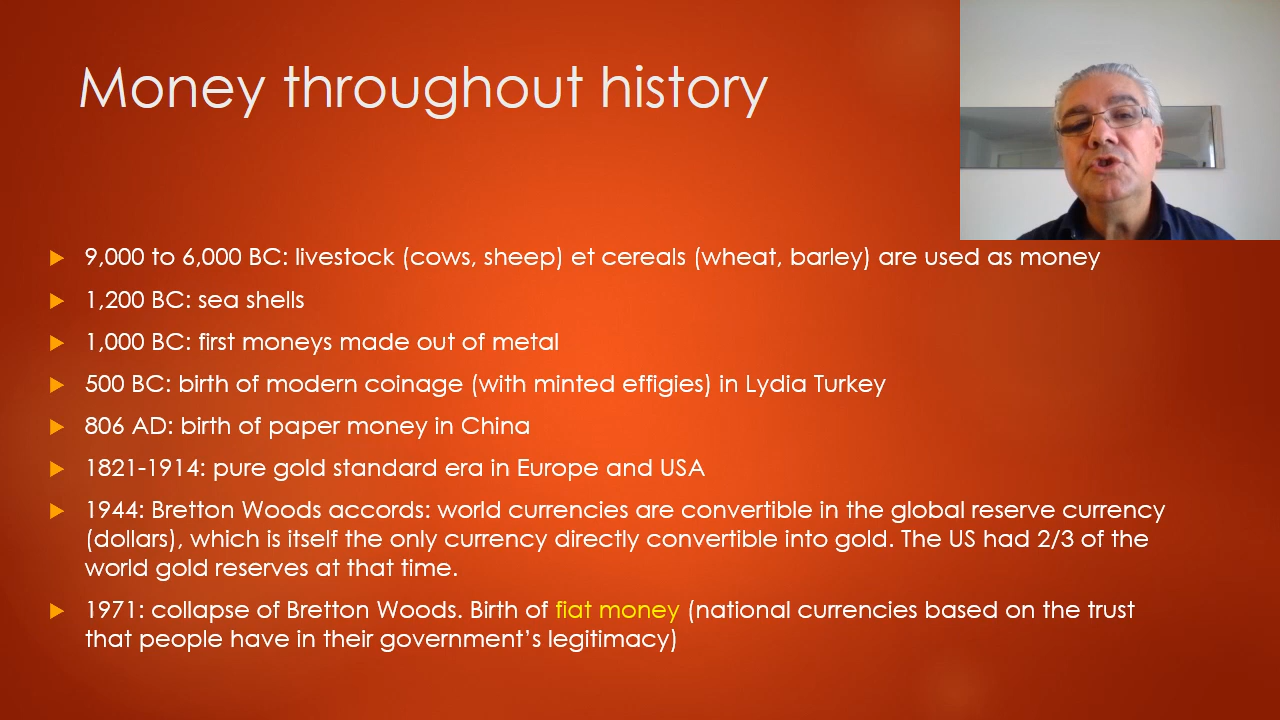 Money throughout history
9,000 to 6,000 BC: livestock (cows, sheep) et cereals (wheat, barley) are used as money
1,200 BC: sea shells
1,000 BC: first moneys made out of metal
500 BC: birth of modern coinage (with minted effigies) in Lydia Turkey
806 AD: birth of paper money in China
1821-1914: pure gold standard era in Europe and USA
1944: Bretton Woods accords: world currencies are convertible in the global reserve currency
(dollars), which is itself the only currency directly convertible into gold. The US had 2/3 of the
world gold reserves at that time.
1971: collapse of Bretton Woods. Birth of fiat money (national currencies based on the trust
that people have in their government's legitimacy)